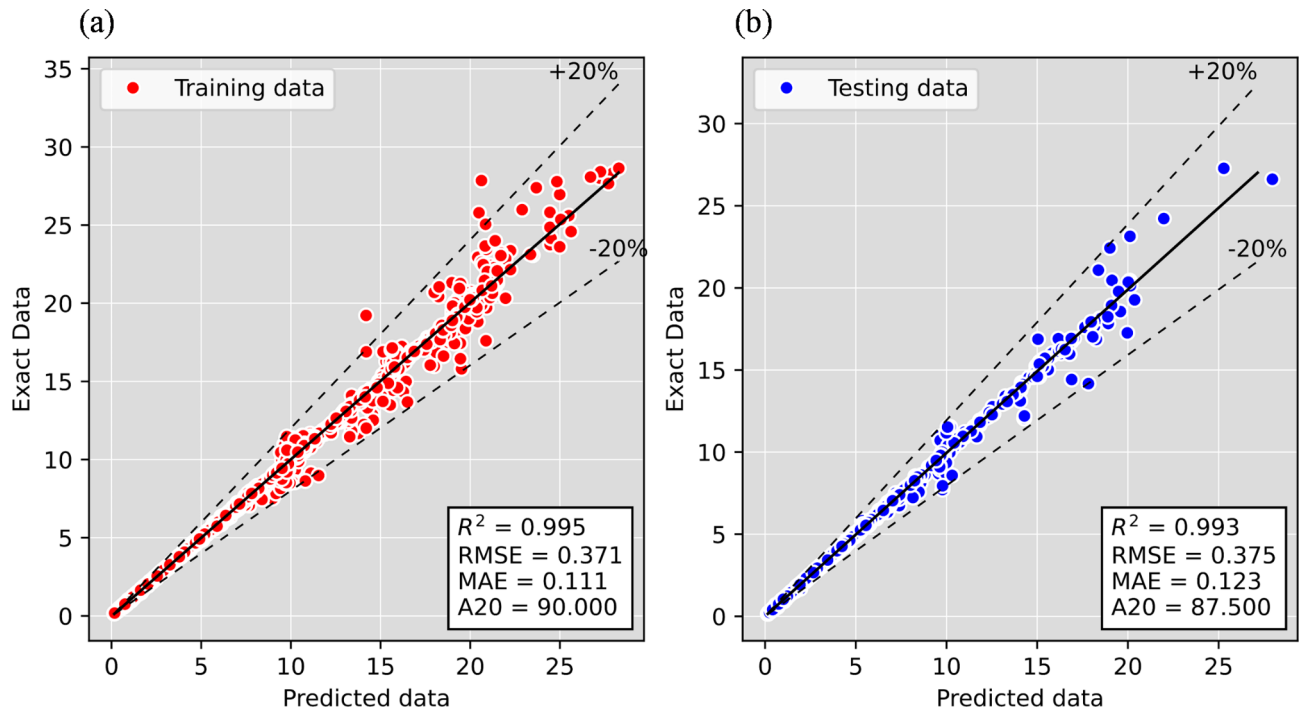 (a)
(b)
Training data
+20%
-20%
35
30
25
20
15
10
5
0
Exact Data
R² = 0.995
RMSE = 0.371
MAE = 0.111
A20 = 90.000
0 5 10 15 20 25
Predicted data
Testing data
+20%
-20%
30
25
20
15
10
5
0
Exact Data
R² = 0.993
RMSE = 0.375
MAE = 0.123
A20 = 87.500
0 5 10 15 20 25
Predicted data